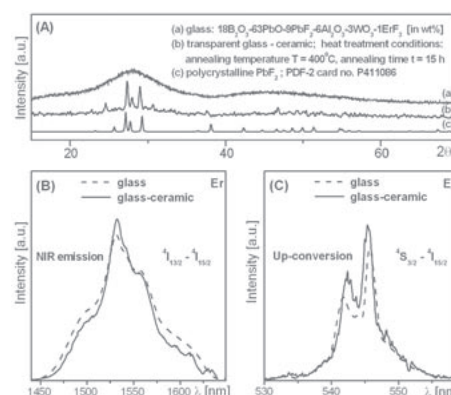 (A)
(a) glass: 18B2O3-63PbO-9PbF2-6Al2O3-3WO3-1ErF3 [in wt%]
(b) transparent glass - ceramic; heat treatment conditions:
annealing temperature T = 400°C, annealing time t = 15 h
(c) polycrystalline PbF2; PDF-2 card no. P411086
Intensity [a.u.]
(a
(b
(c
20 40 60 2θ
(B)
glass Er
glass-ceramic
NIR emission ⁴I13/2 - ⁴I15/2
Intensity [a.u.]
1450 1500 1550 1600 λ [nm]
(C)
glass E
glass-ceramic
Up-conversion ⁴S3/2 - ⁴I15/2
Intensity [a.u.]
530 540 550 λ [nm